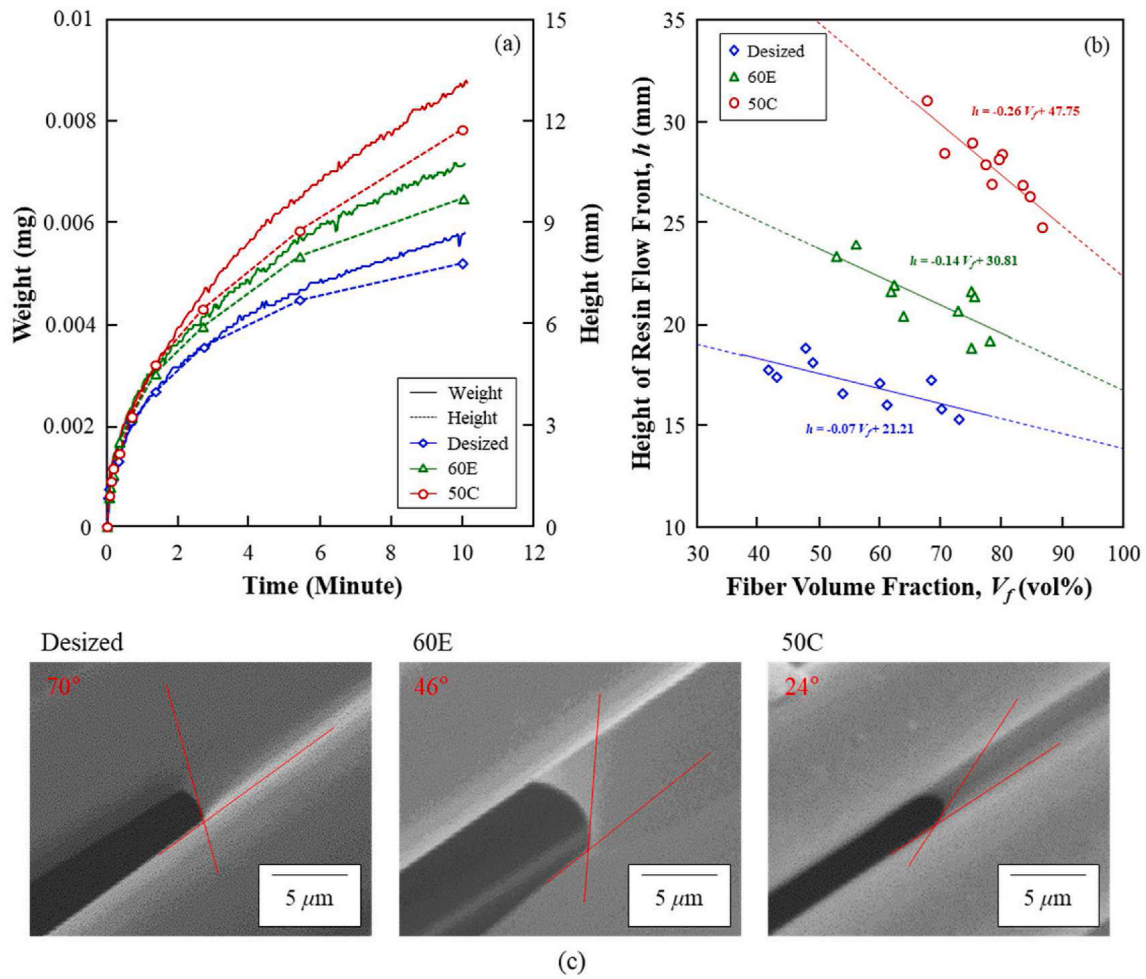 (a)
0.01
0.008
0.006
0.004
0.002
0
Weight (mg)
15
12
9
6
3
0
Height (mm)
0 2 4 6 8 10 12
Time (Minute)
Weight
Height
Desized
60E
50C
(b)
35
30
25
20
15
10
Height of Resin Flow Front, h (mm)
Desized
60E
50C
h = -0.26 Vf + 47.75
h = -0.14 Vf + 30.81
h = -0.07 Vf + 21.21
30 40 50 60 70 80 90 100
Fiber Volume Fraction, Vf (vol%)
Desized
70°
5 μm
60E
46°
5 μm
50C
24°
5 μm
(c)